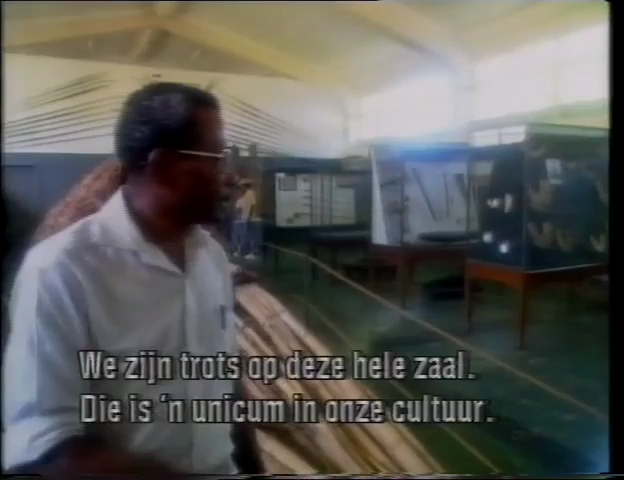 We zijn trots op deze hele zaal.
Die is 'n unicum in onze cultuur.